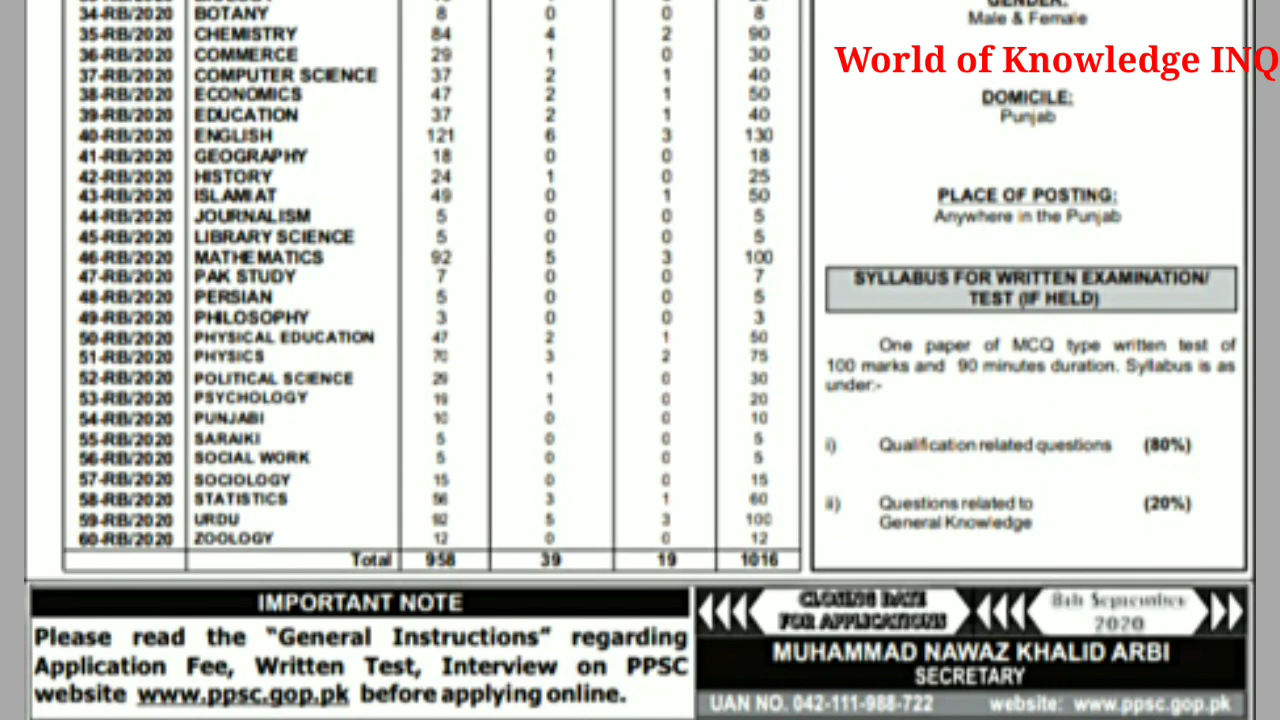 34-RB/2020 BOTANY 8 0 0 8
35-RB/2020 CHEMISTRY 84 4 2 90
36-RB/2020 COMMERCE 29 1 0 30
37-RB/2020 COMPUTER SCIENCE 37 2 1 40
38-RB/2020 ECONOMICS 47 2 1 50
39-RB/2020 EDUCATION 37 2 1 40
40-RB/2020 ENGLISH 121 6 3 130
41-RB/2020 GEOGRAPHY 18 0 0 18
42-RB/2020 HISTORY 24 1 0 25
43-RB/2020 ISLAMIAT 49 0 1 50
44-RB/2020 JOURNALISM 5 0 0 5
45-RB/2020 LIBRARY SCIENCE 5 0 0 5
46-RB/2020 MATHEMATICS 92 5 3 100
47-RB/2020 PAK STUDY 7 0 0 7
48-RB/2020 PERSIAN 5 0 0 5
49-RB/2020 PHILOSOPHY 3 0 0 3
50-RB/2020 PHYSICAL EDUCATION 47 2 1 50
51-RB/2020 PHYSICS 70 3 2 75
52-RB/2020 POLITICAL SCIENCE 29 1 0 30
53-RB/2020 PSYCHOLOGY 19 1 0 20
54-RB/2020 PUNJABI 10 0 0 10
55-RB/2020 SARAIKI 5 0 0 5
56-RB/2020 SOCIAL WORK 5 0 0 5
57-RB/2020 SOCIOLOGY 15 0 0 15
58-RB/2020 STATISTICS 56 3 1 60
59-RB/2020 URDU 92 5 3 100
60-RB/2020 ZOOLOGY 12 0 0 12
Total 958 39 19 1016
GENDER:
Male & Female
World of Knowledge INQ
DOMICILE:
Punjab
PLACE OF POSTING:
Anywhere in the Punjab
SYLLABUS FOR WRITTEN EXAMINATION/
TEST (IF HELD)
One paper of MCQ type written test of
100 marks and 90 minutes duration. Syllabus is as
under:-
i) Qualification related questions (80%)
ii) Questions related to (20%)
General Knowledge
IMPORTANT NOTE
Please read the "General Instructions" regarding
Application Fee, Written Test, Interview on PPSC
website www.ppsc.gop.pk before applying online.
CLOSING DATE
FOR APPLICATIONS
8th September
2020
MUHAMMAD NAWAZ KHALID ARBI
SECRETARY
UAN NO. 042-111-988-722 website: www.ppsc.gop.pk